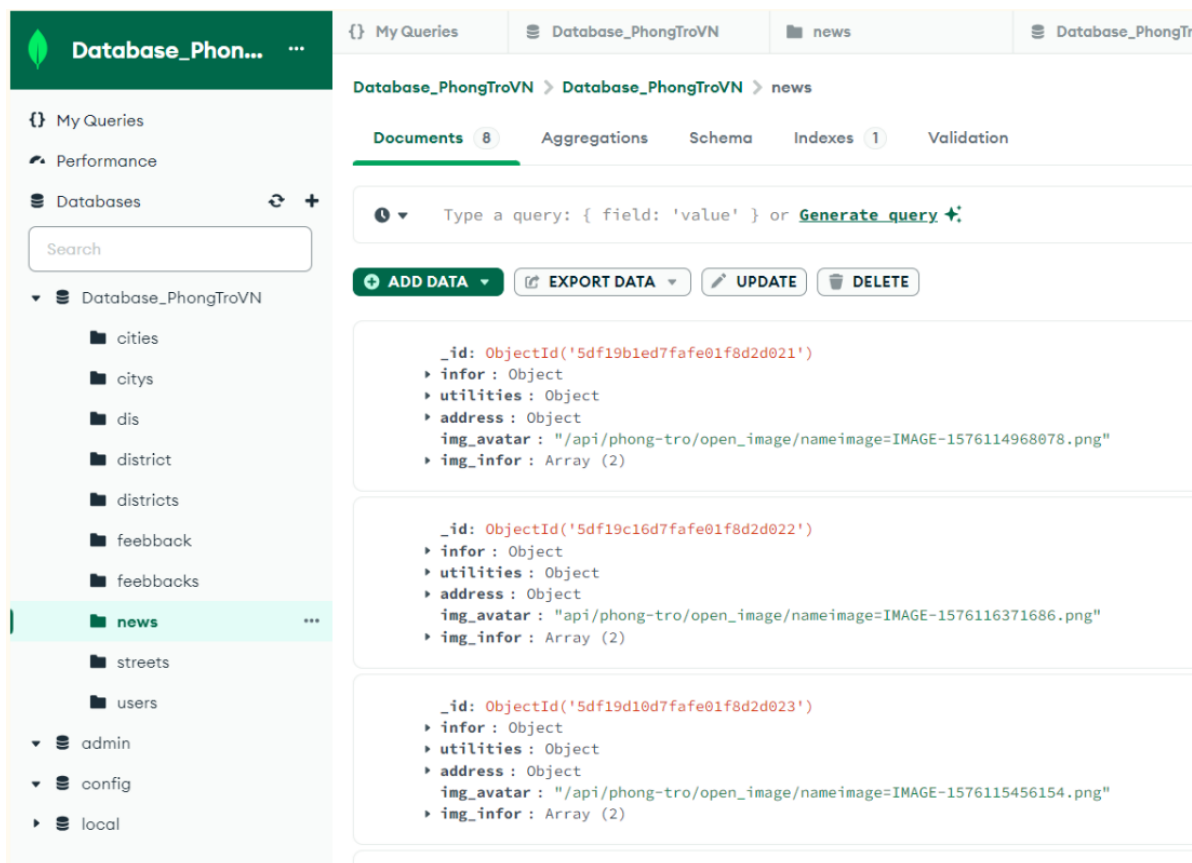 Database_Phon... ...
My Queries
Performance
Databases
Search
Database_PhongTroVN
cities
citys
dis
district
districts
feebback
feebbacks
news ...
streets
users
admin
config
local
{} My Queries Database_PhongTroVN news Database_PhongTr
Database_PhongTroVN > Database_PhongTroVN > news
Documents 8 Aggregations Schema Indexes 1 Validation
Type a query: { field: 'value' } or Generate query
ADD DATA EXPORT DATA UPDATE DELETE
_id: ObjectId('5df19b1ed7fafe01f8d2d021')
infor : Object
utilities : Object
address : Object
img_avatar : "/api/phong-tro/open_image/nameimage=IMAGE-1576114968078.png"
img_infor : Array (2)
_id: ObjectId('5df19c16d7fafe01f8d2d022')
infor : Object
utilities : Object
address : Object
img_avatar : "api/phong-tro/open_image/nameimage=IMAGE-1576116371686.png"
img_infor : Array (2)
_id: ObjectId('5df19d10d7fafe01f8d2d023')
infor : Object
utilities : Object
address : Object
img_avatar : "/api/phong-tro/open_image/nameimage=IMAGE-1576115456154.png"
img_infor : Array (2)